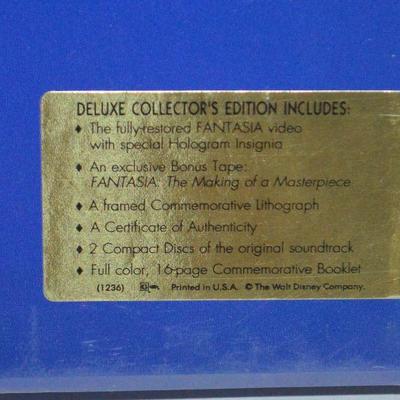 DELUXE COLLECTOR'S EDITION INCLUDES:
♦ The fully-restored FANTASIA video
with special Hologram Insignia
♦ An exclusive Bonus Tape:
FANTASIA: The Making of a Masterpiece
♦ A framed Commemorative Lithograph
♦ A Certificate of Authenticity
♦ 2 Compact Discs of the original soundtrack
♦ Full color, 16-page Commemorative Booklet
(1236) Printed in U.S.A. © The Walt Disney Company.